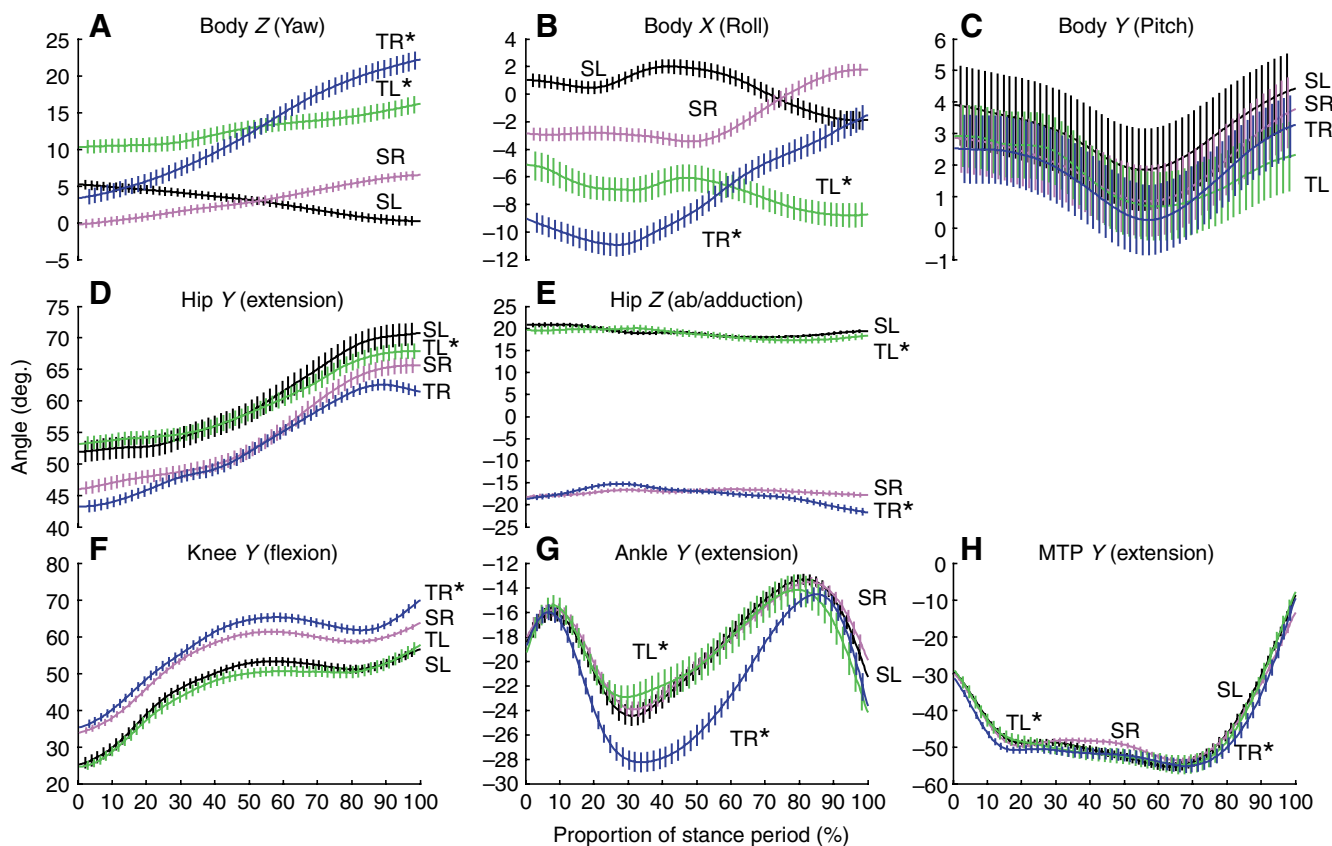 A Body Z (Yaw)
25
20
15
10
5
0
–5
TR*
TL*
SR
SL
B Body X (Roll)
4
2
0
–2
–4
–6
–8
–10
–12
SL
SR
TL*
TR*
C Body Y (Pitch)
6
5
4
3
2
1
0
–1
SL
SR
TR
TL
D Hip Y (extension)
75
70
65
60
55
50
45
40
SL
TL*
SR
TR
Angle (deg.)
E Hip Z (ab/adduction)
25
20
15
10
5
0
–5
–10
–15
–20
–25
SL
TL*
SR
TR*
F Knee Y (flexion)
80
70
60
50
40
30
20
TR*
SR
TL
SL
0 10 20 30 40 50 60 70 80 90 100
G Ankle Y (extension)
–12
–14
–16
–18
–20
–22
–24
–26
–28
–30
SR
TL*
SL
TR*
0 10 20 30 40 50 60 70 80 90 100
H MTP Y (extension)
0
–10
–20
–30
–40
–50
–60
SL
TL*
SR
TR*
0 10 20 30 40 50 60 70 80 90 100
Proportion of stance period (%)